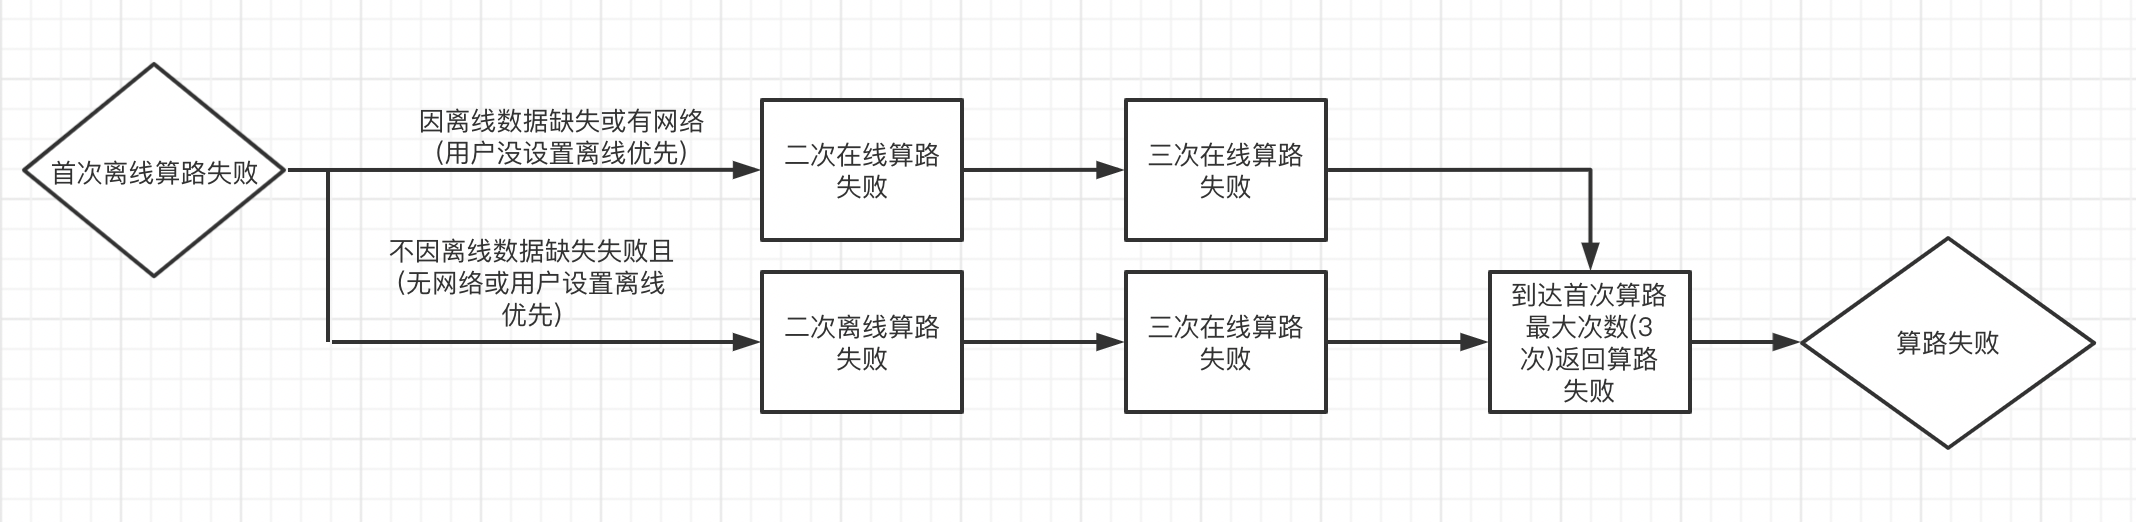 首次离线算路失败
因离线数据缺失或有网络
(用户没设置离线优先)
二次在线算路
失败
三次在线算路
失败
不因离线数据缺失失败且
(无网络或用户设置离线
优先)
二次离线算路
失败
三次在线算路
失败
到达首次算路
最大次数(3
次)返回算路
失败
算路失败